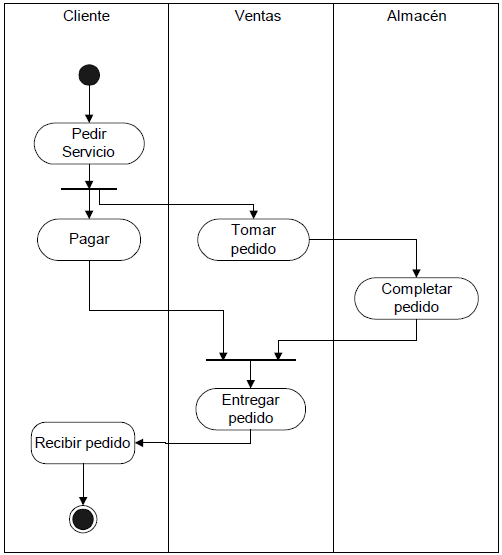 Cliente
Ventas
Almacén
Pedir
Servicio
Pagar
Tomar
pedido
Completar
pedido
Entregar
pedido
Recibir pedido